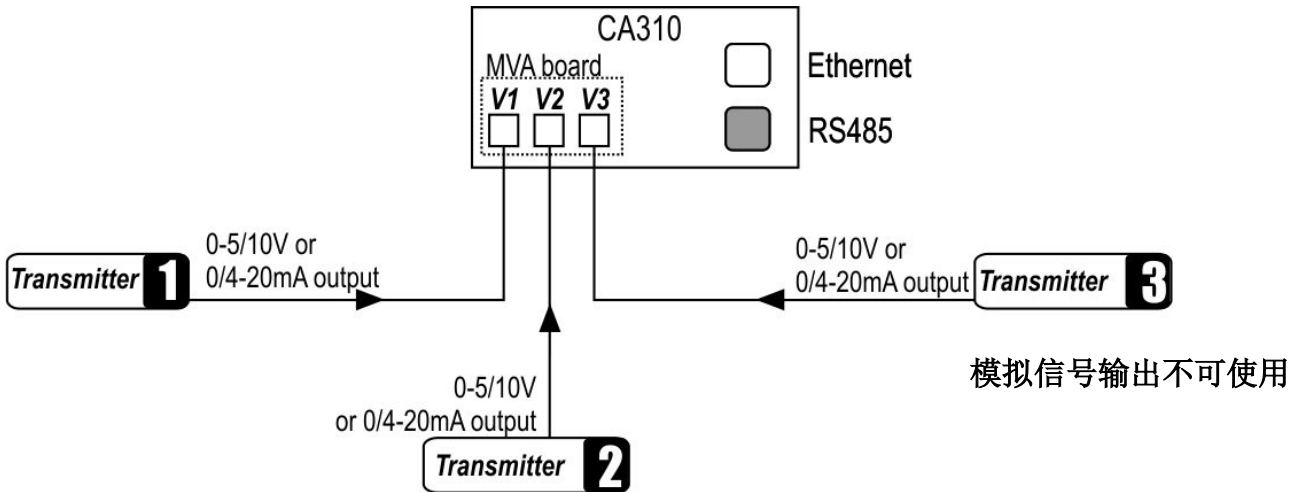 CA310
MVA board
V1 V2 V3
Ethernet
RS485
0-5/10V or
0/4-20mA output
Transmitter 1
0-5/10V or
0/4-20mA output
Transmitter 3
模拟信号输出不可使用
0-5/10V
or 0/4-20mA output
Transmitter 2